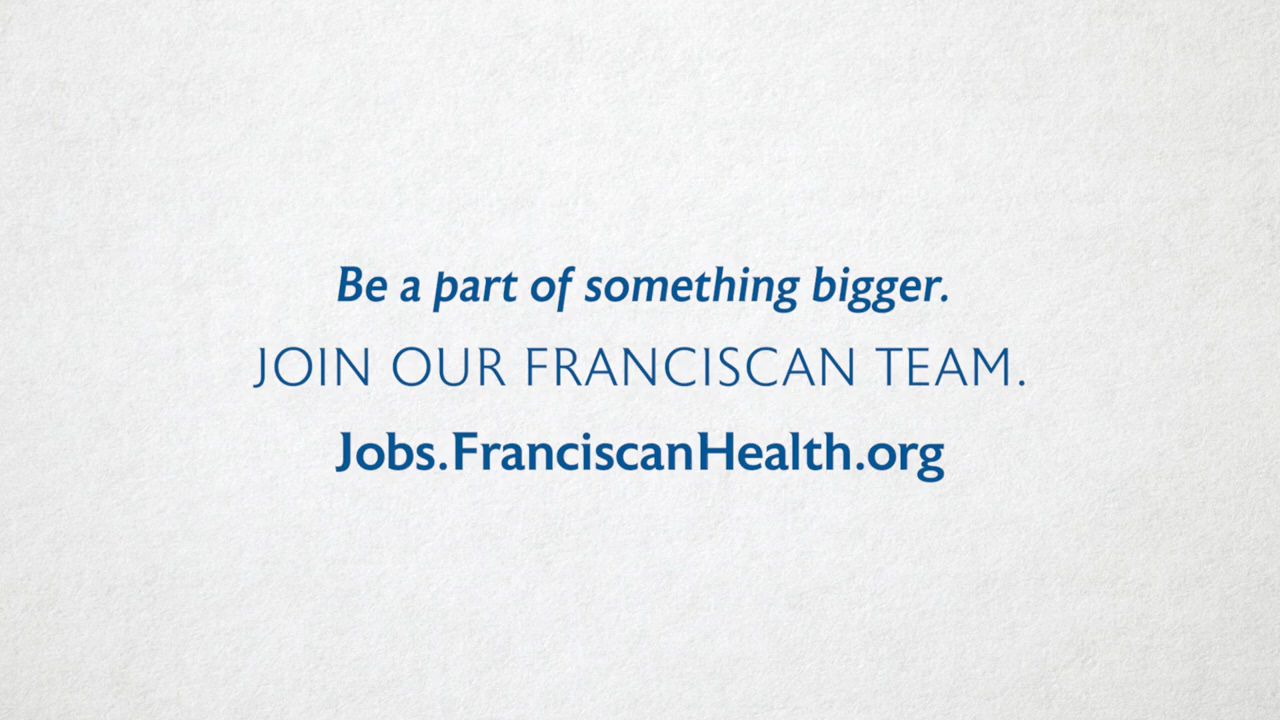 Be a part of something bigger.
JOIN OUR FRANCISCAN TEAM.
Jobs.FranciscanHealth.org